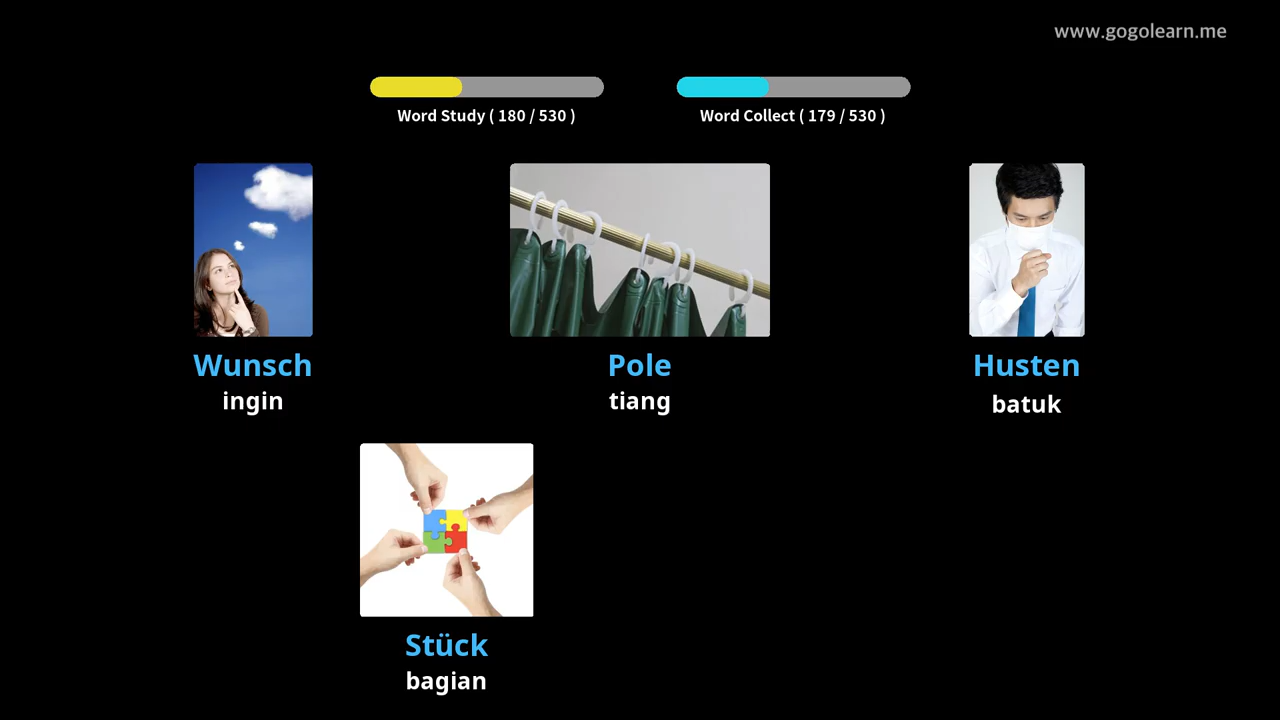 www.gogolearn.me
Word Study ( 180 / 530 )
Word Collect ( 179 / 530 )
Wunsch
ingin
Pole
tiang
Husten
batuk
Stück
bagian